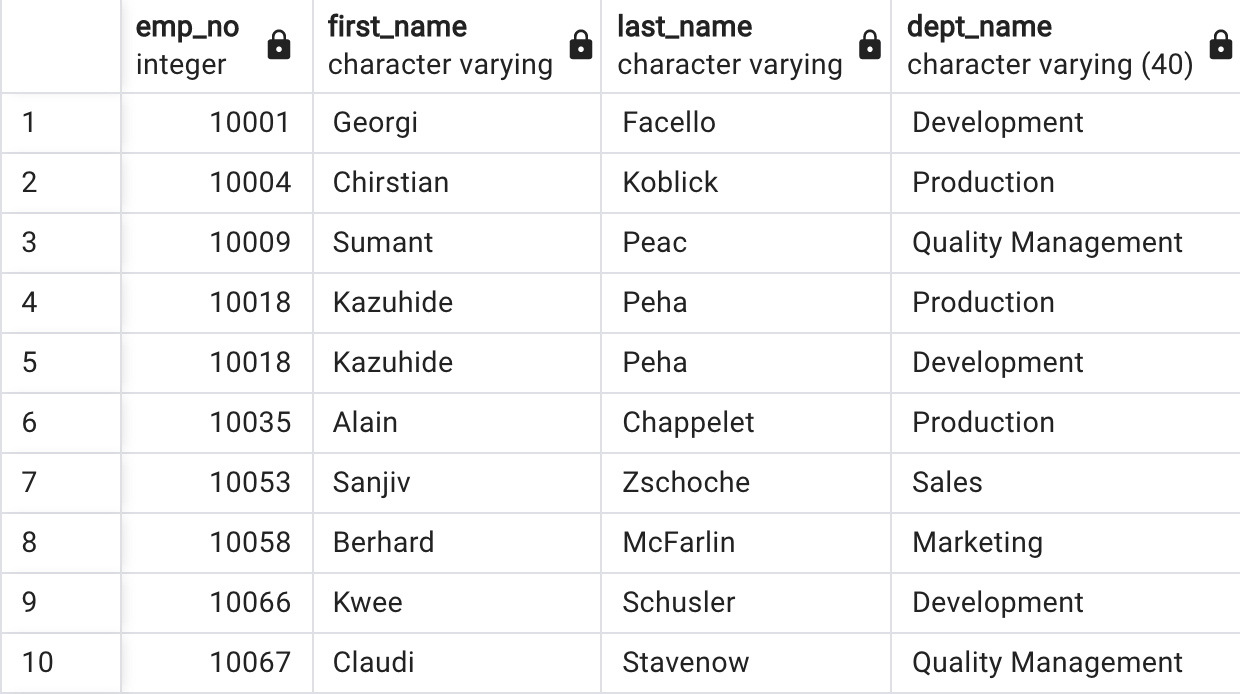 emp_no first_name last_name dept_name
integer character varying character varying character varying (40)
1 10001 Georgi Facello Development
2 10004 Chirstian Koblick Production
3 10009 Sumant Peac Quality Management
4 10018 Kazuhide Peha Production
5 10018 Kazuhide Peha Development
6 10035 Alain Chappelet Production
7 10053 Sanjiv Zschoche Sales
8 10058 Berhard McFarlin Marketing
9 10066 Kwee Schusler Development
10 10067 Claudi Stavenow Quality Management